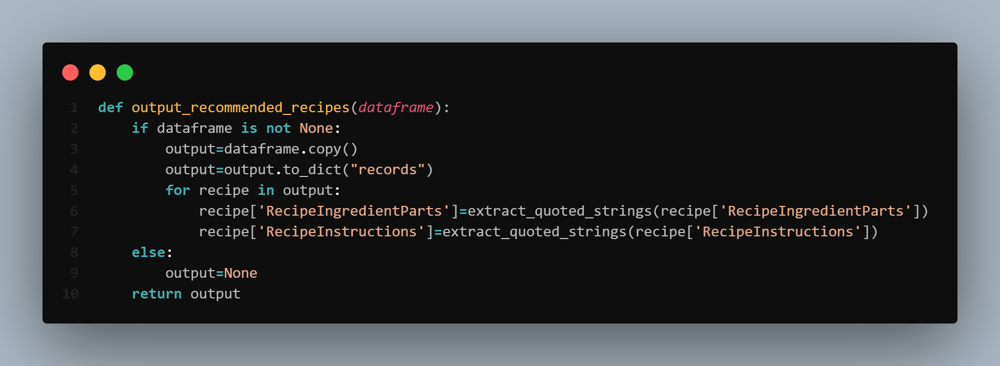 1 def output_recommended_recipes(dataframe):
2     if dataframe is not None:
3         output=dataframe.copy()
4         output=output.to_dict("records")
5         for recipe in output:
6             recipe['RecipeIngredientParts']=extract_quoted_strings(recipe['RecipeIngredientParts'])
7             recipe['RecipeInstructions']=extract_quoted_strings(recipe['RecipeInstructions'])
8     else:
9         output=None
10     return output